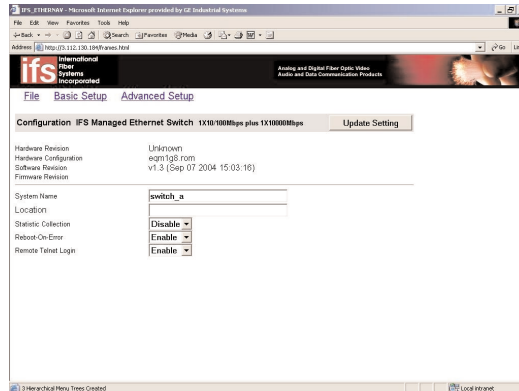 IFS_ETHERNAV - Microsoft Internet Explorer provided by GE Industrial Systems
File Edit View Favorites Tools Help
Back Search Favorites Media
Address http://3.112.130.184/frames.html Go
ifs International Fiber Systems Incorporated
Analog and Digital Fiber Optic Video
Audio and Data Communication Products
File Basic Setup Advanced Setup
Configuration IFS Managed Ethernet Switch 1X10/100Mbps plus 1X10000Mbps Update Setting
Hardware Revision Unknown
Hardware Configuration eqm1g8.rom
Software Revision v1.3 {Sep 07 2004 15:03:16}
Firmware Revision
System Name switch_a
Location
Statistic Collection Disable
Reboot-On-Error Enable
Remote Telnet Login Enable
3 Hierarchical Menu Trees Created Local intranet